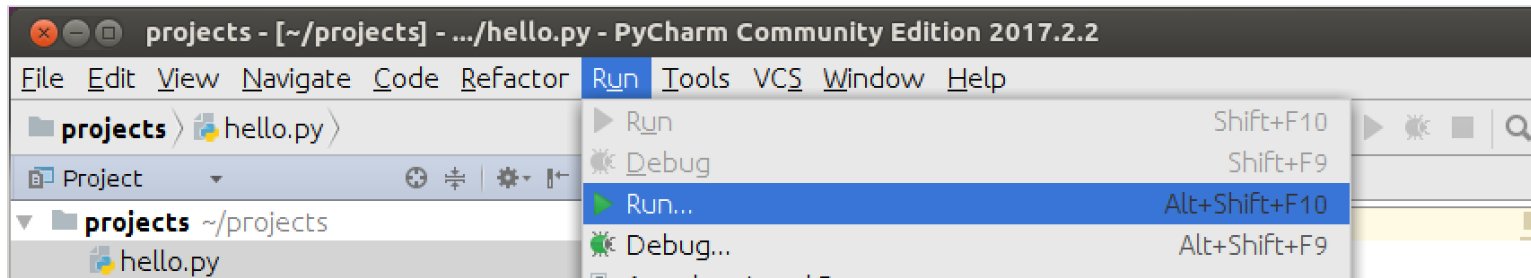 projects - [~/projects] - .../hello.py - PyCharm Community Edition 2017.2.2
File Edit View Navigate Code Refactor Run Tools VCS Window Help
projects hello.py
Run Shift+F10
Project
Debug Shift+F9
projects ~/projects
Run... Alt+Shift+F10
hello.py
Debug... Alt+Shift+F9